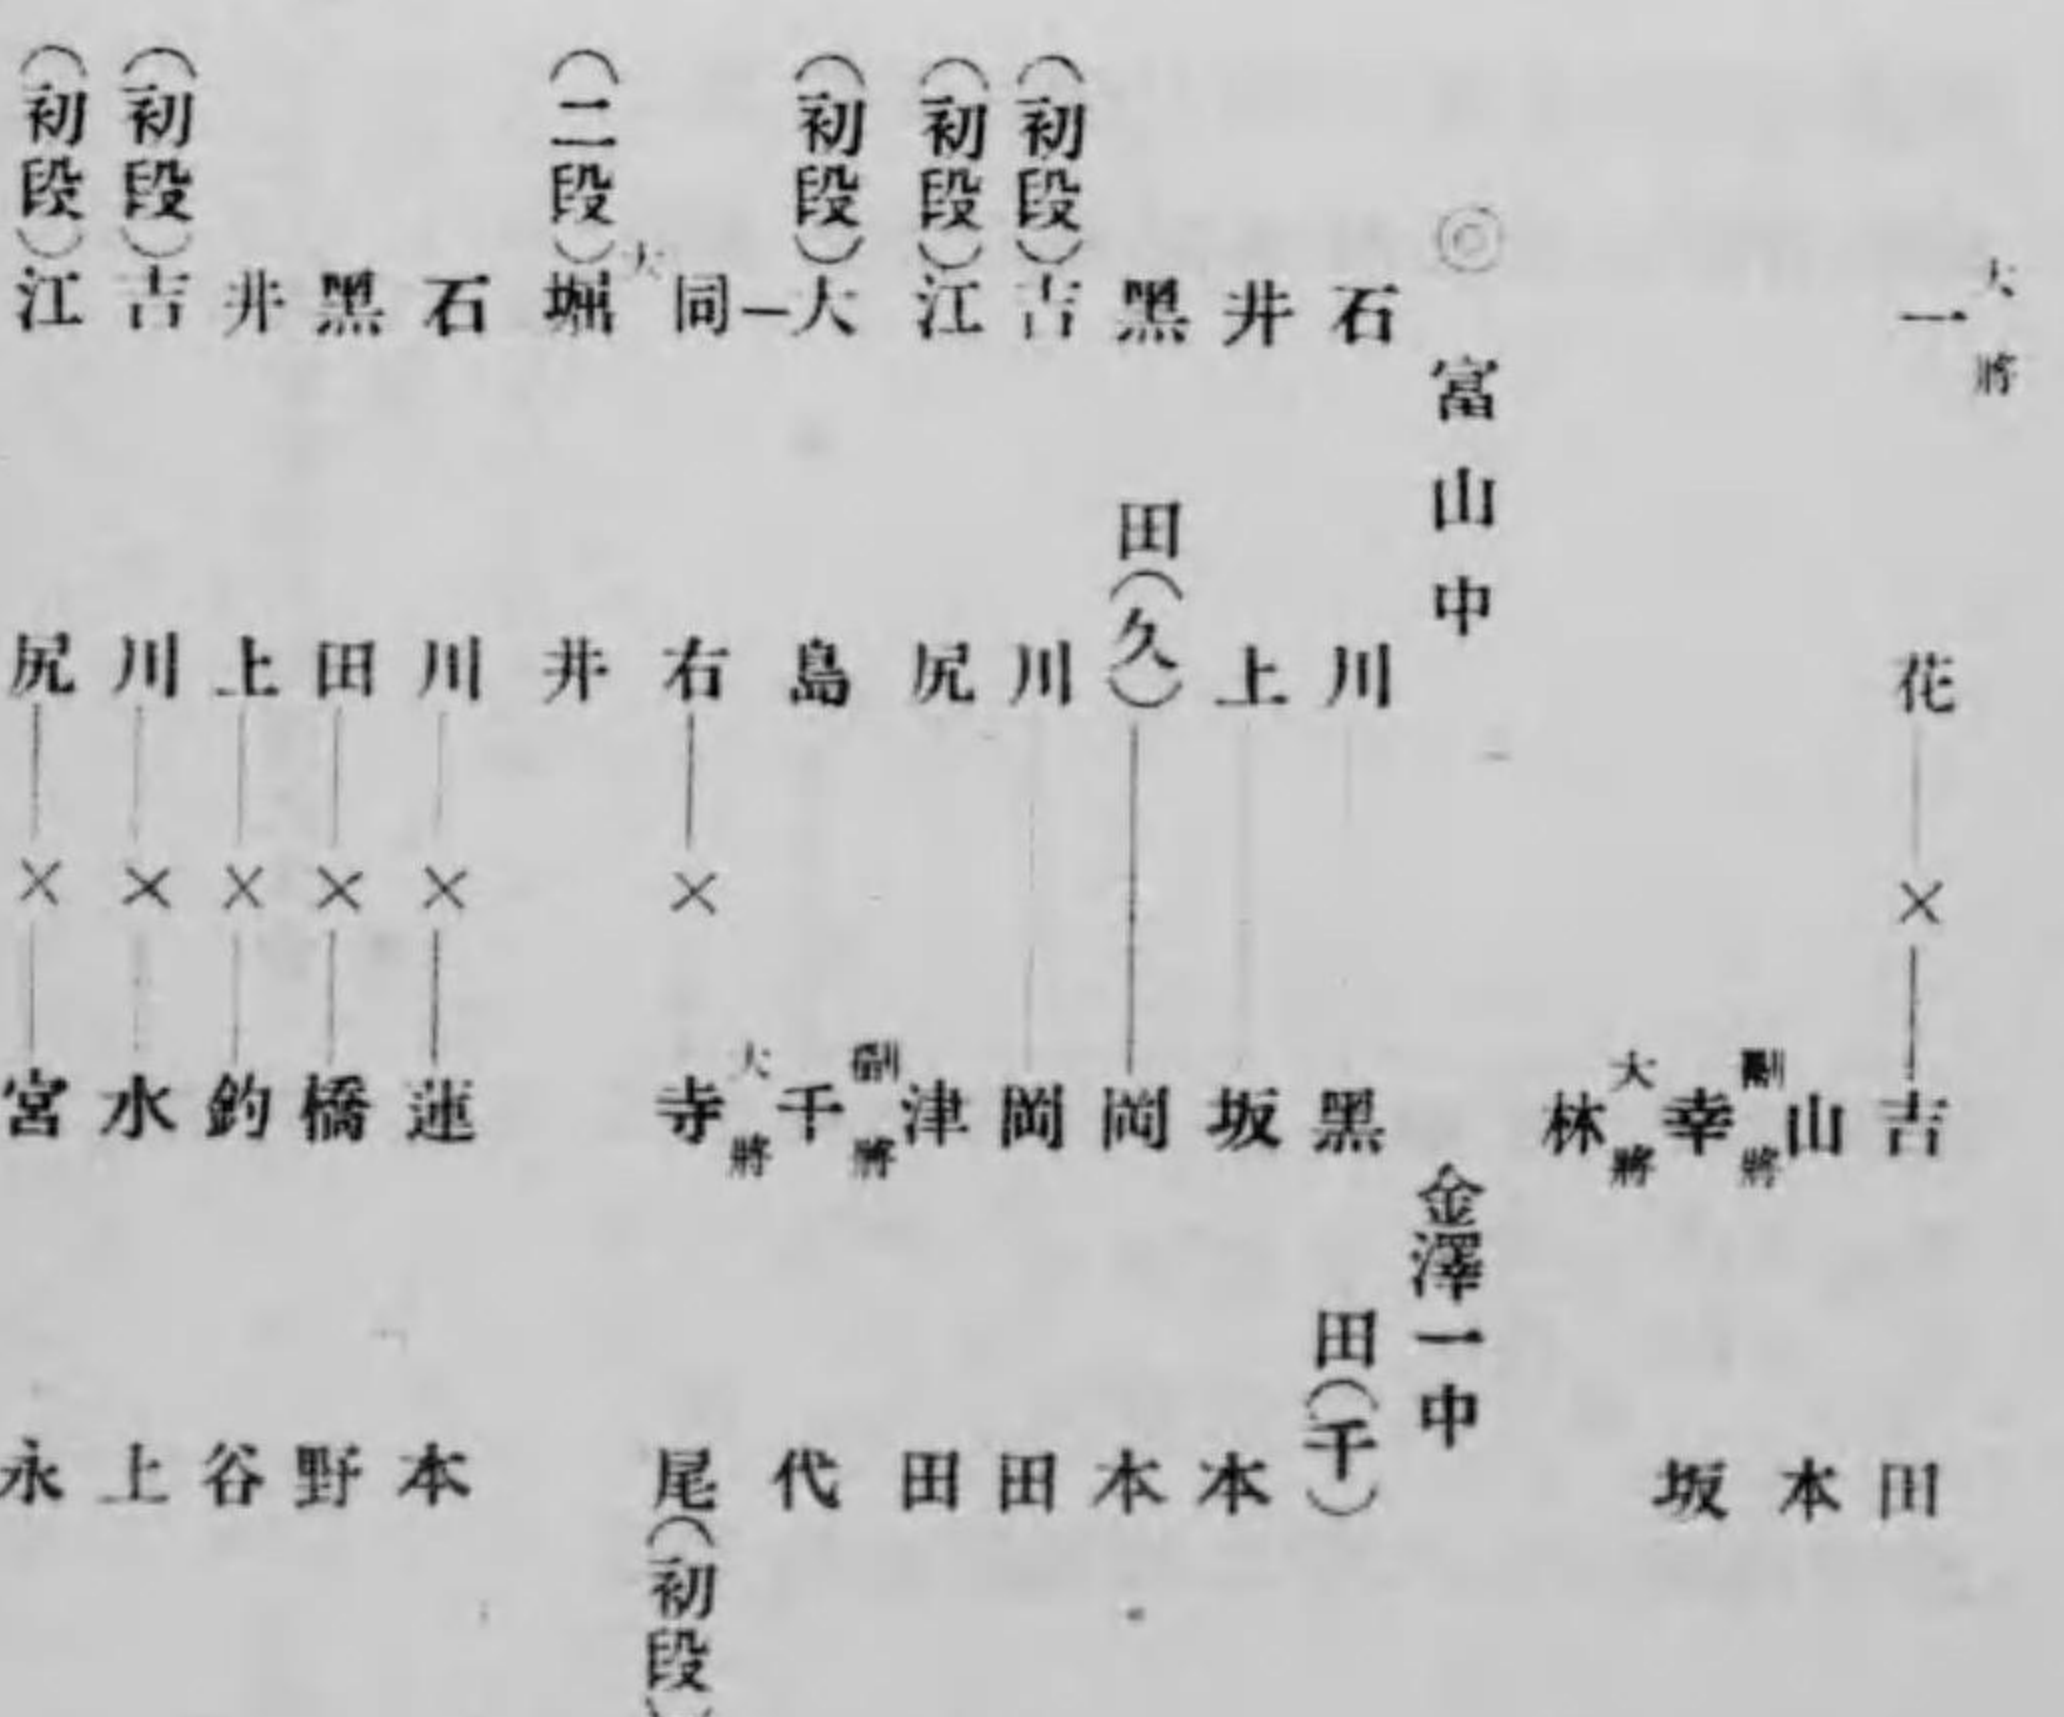 大將
一花×吉田
山本
副將
幸坂
大將
林
◎富山中 金澤一中
石川 黑田(千)
井上 坂本
黑田(久) 岡本
(初段)吉川 岡田
(初段)江尻 津田
副將
(初段)大島 千代
大將
同右×寺尾(初段)
大
(二段)堀井
石川×蓮本
黑田×橋野
井上×釣谷
(初段)吉川×水上
(初段)江尻×宮永